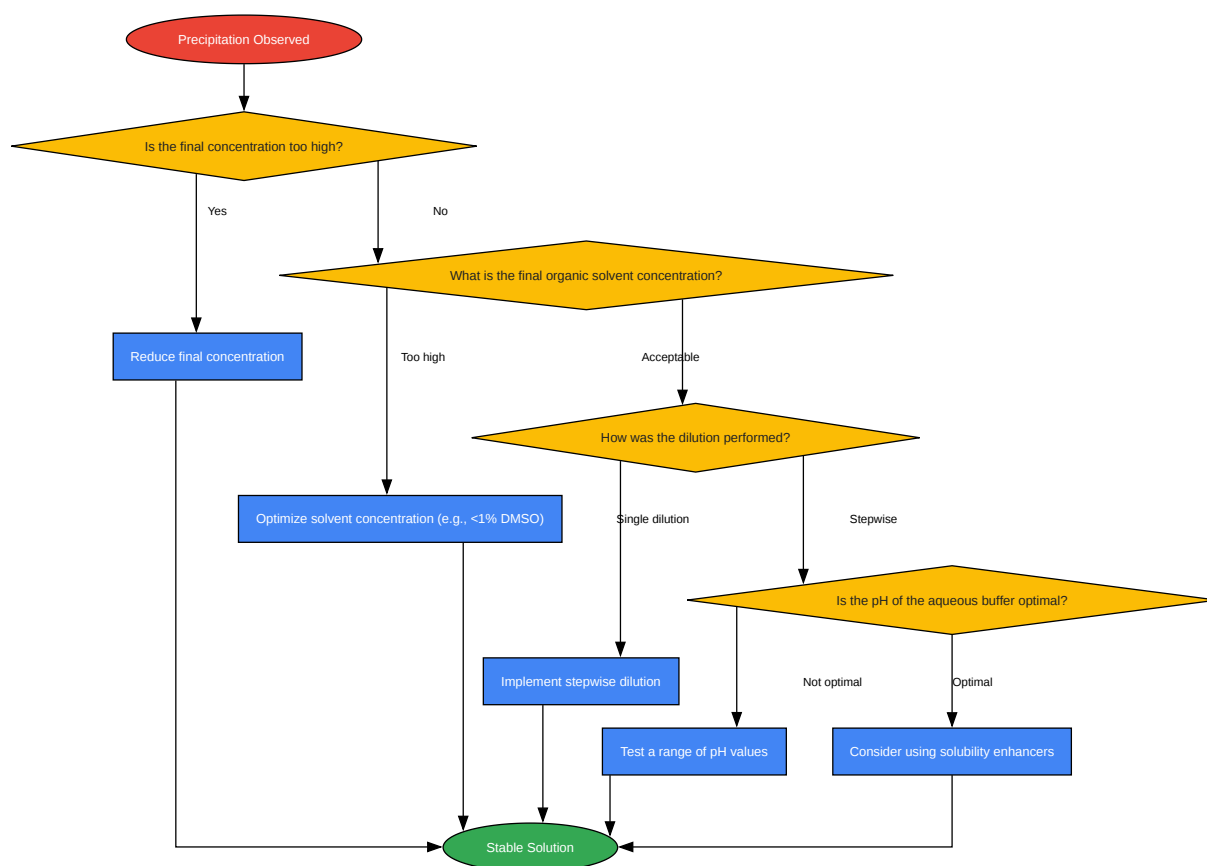 Precipitation Observed
Is the final concentration too high?
Yes
No
What is the final organic solvent concentration?
Reduce final concentration
Too high
Acceptable
How was the dilution performed?
Optimize solvent concentration (e.g., <1% DMSO)
Single dilution
Stepwise
Is the pH of the aqueous buffer optimal?
Implement stepwise dilution
Not optimal
Optimal
Test a range of pH values
Consider using solubility enhancers
Stable Solution